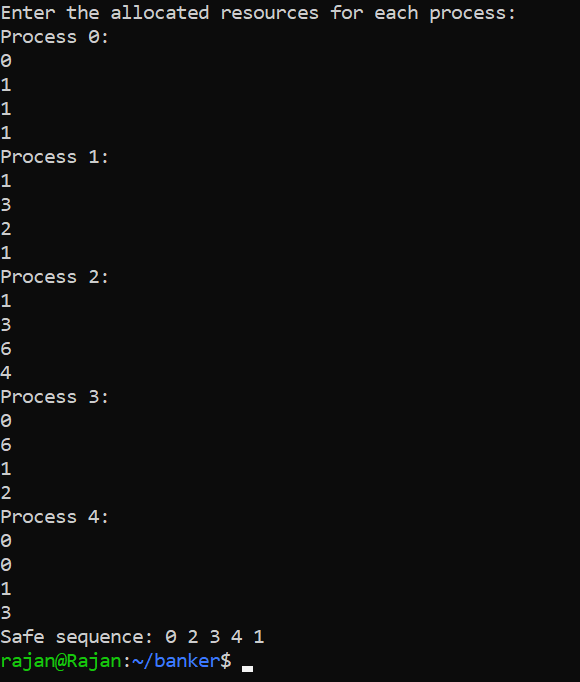 Enter the allocated resources for each process:
Process 0:
0
1
1
1
Process 1:
1
3
2
1
Process 2:
1
3
6
4
Process 3:
0
6
1
2
Process 4:
0
0
1
3
Safe sequence: 0 2 3 4 1
rajan@Rajan:~/banker$